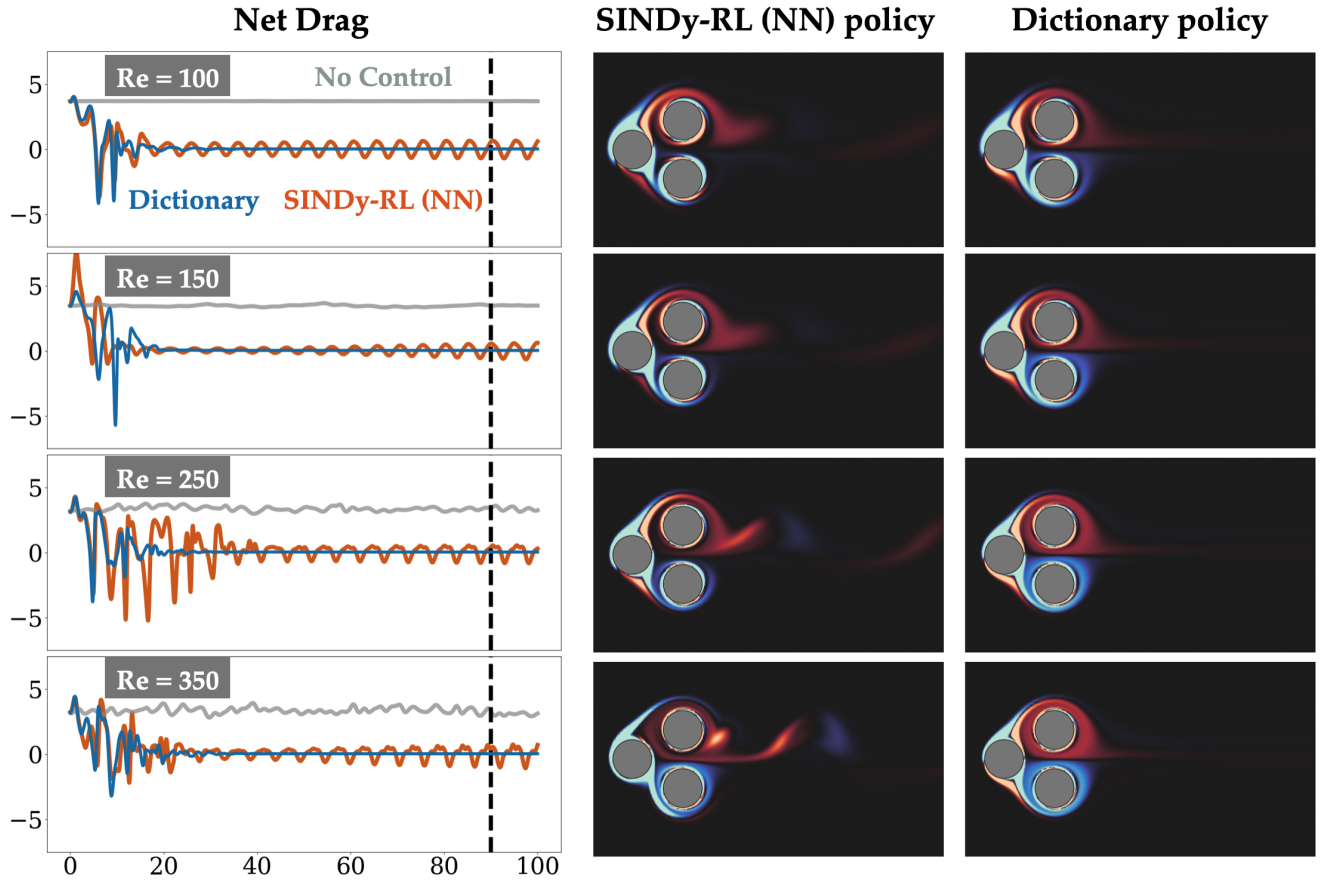 Net Drag
SINDy-RL (NN) policy
Dictionary policy
Re = 100
No Control
5
0
Dictionary
SINDy-RL (NN)
−5
Re = 150
5
0
−5
Re = 250
5
0
−5
Re = 350
5
0
−5
0 20 40 60 80 100